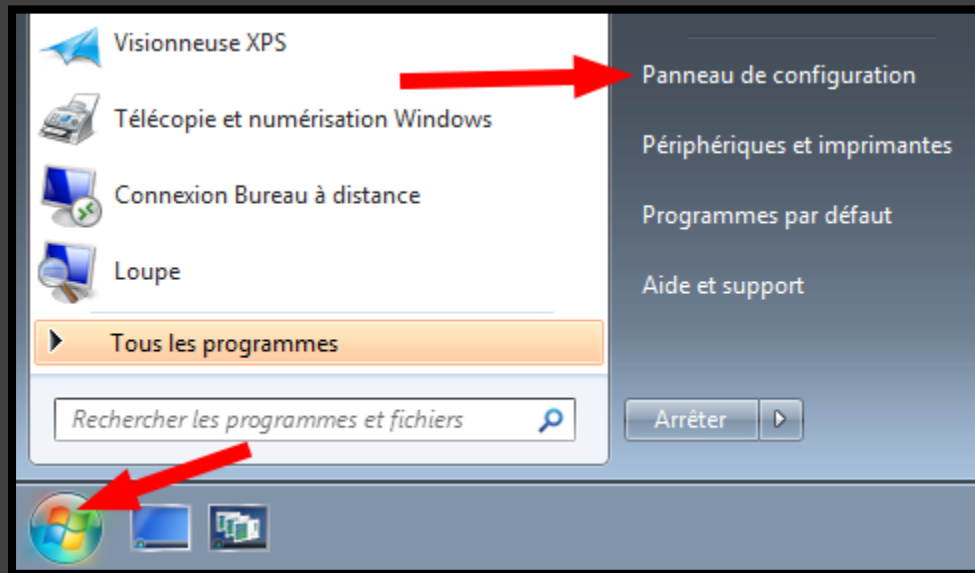 Visionneuse XPS
Télécopie et numérisation Windows
Connexion Bureau à distance
Loupe
Tous les programmes
Rechercher les programmes et fichiers
Panneau de configuration
Périphériques et imprimantes
Programmes par défaut
Aide et support
Arrêter